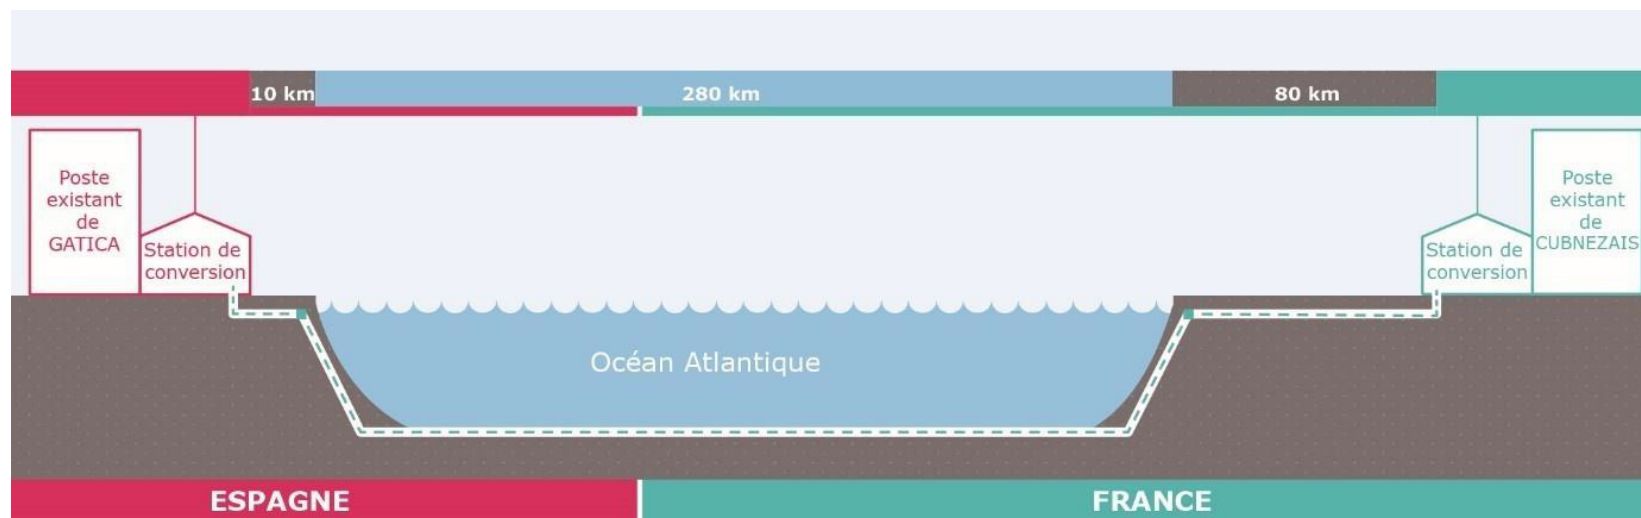 10 km
280 km
80 km
Poste
existant
de
GATICA
Station de
conversion
Station de
conversion
Poste
existant
de
CUBNEZAIS
Océan Atlantique
ESPAGNE
FRANCE